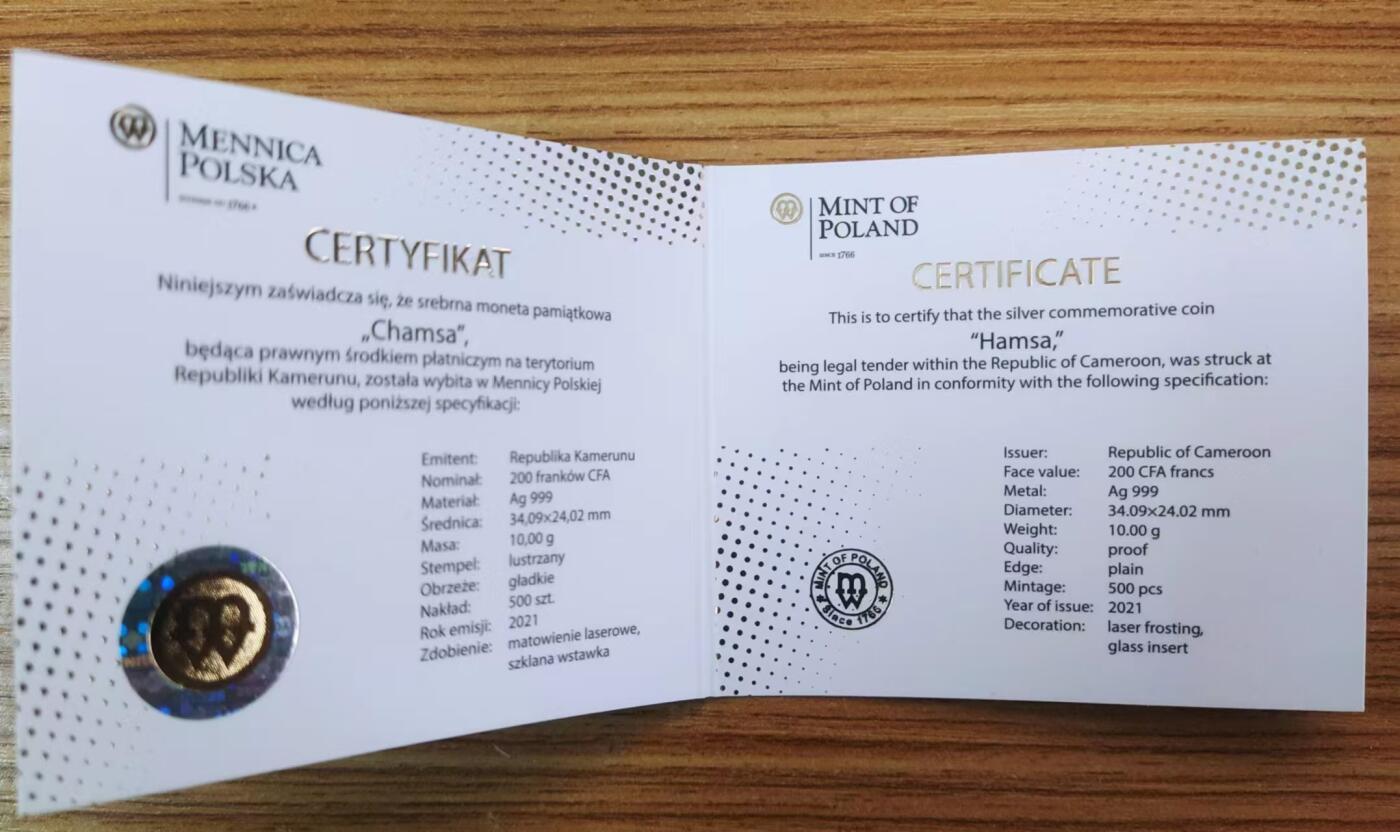 MENNICA
POLSKA
1766
CERTYFIKAT
Niniejszym zaświadcza się, że srebrna moneta pamiątkowa
„Chamsa”,
będąca prawnym środkiem płatniczym na terytorium
Republiki Kamerunu, została wybita w Mennicy Polskiej
według poniższej specyfikacji:
Emitent: Republika Kamerunu
Nominał: 200 franków CFA
Materiał: Ag 999
Średnica: 34,09×24,02 mm
Masa: 10,00 g
Stempel: lustrzany
Obrzeże: gładkie
Nakład: 500 szt.
Rok emisji: 2021
Zdobienie: matowienie laserowe,
szklana wstawka
MINT OF
POLAND
SINCE 1766
CERTIFICATE
This is to certify that the silver commemorative coin
“Hamsa,”
being legal tender within the Republic of Cameroon, was struck at
the Mint of Poland in conformity with the following specification:
Issuer: Republic of Cameroon
Face value: 200 CFA francs
Metal: Ag 999
Diameter: 34.09×24.02 mm
Weight: 10.00 g
Quality: proof
Edge: plain
Mintage: 500 pcs
Year of issue: 2021
Decoration: laser frosting,
glass insert
MINT OF POLAND
Since 1766